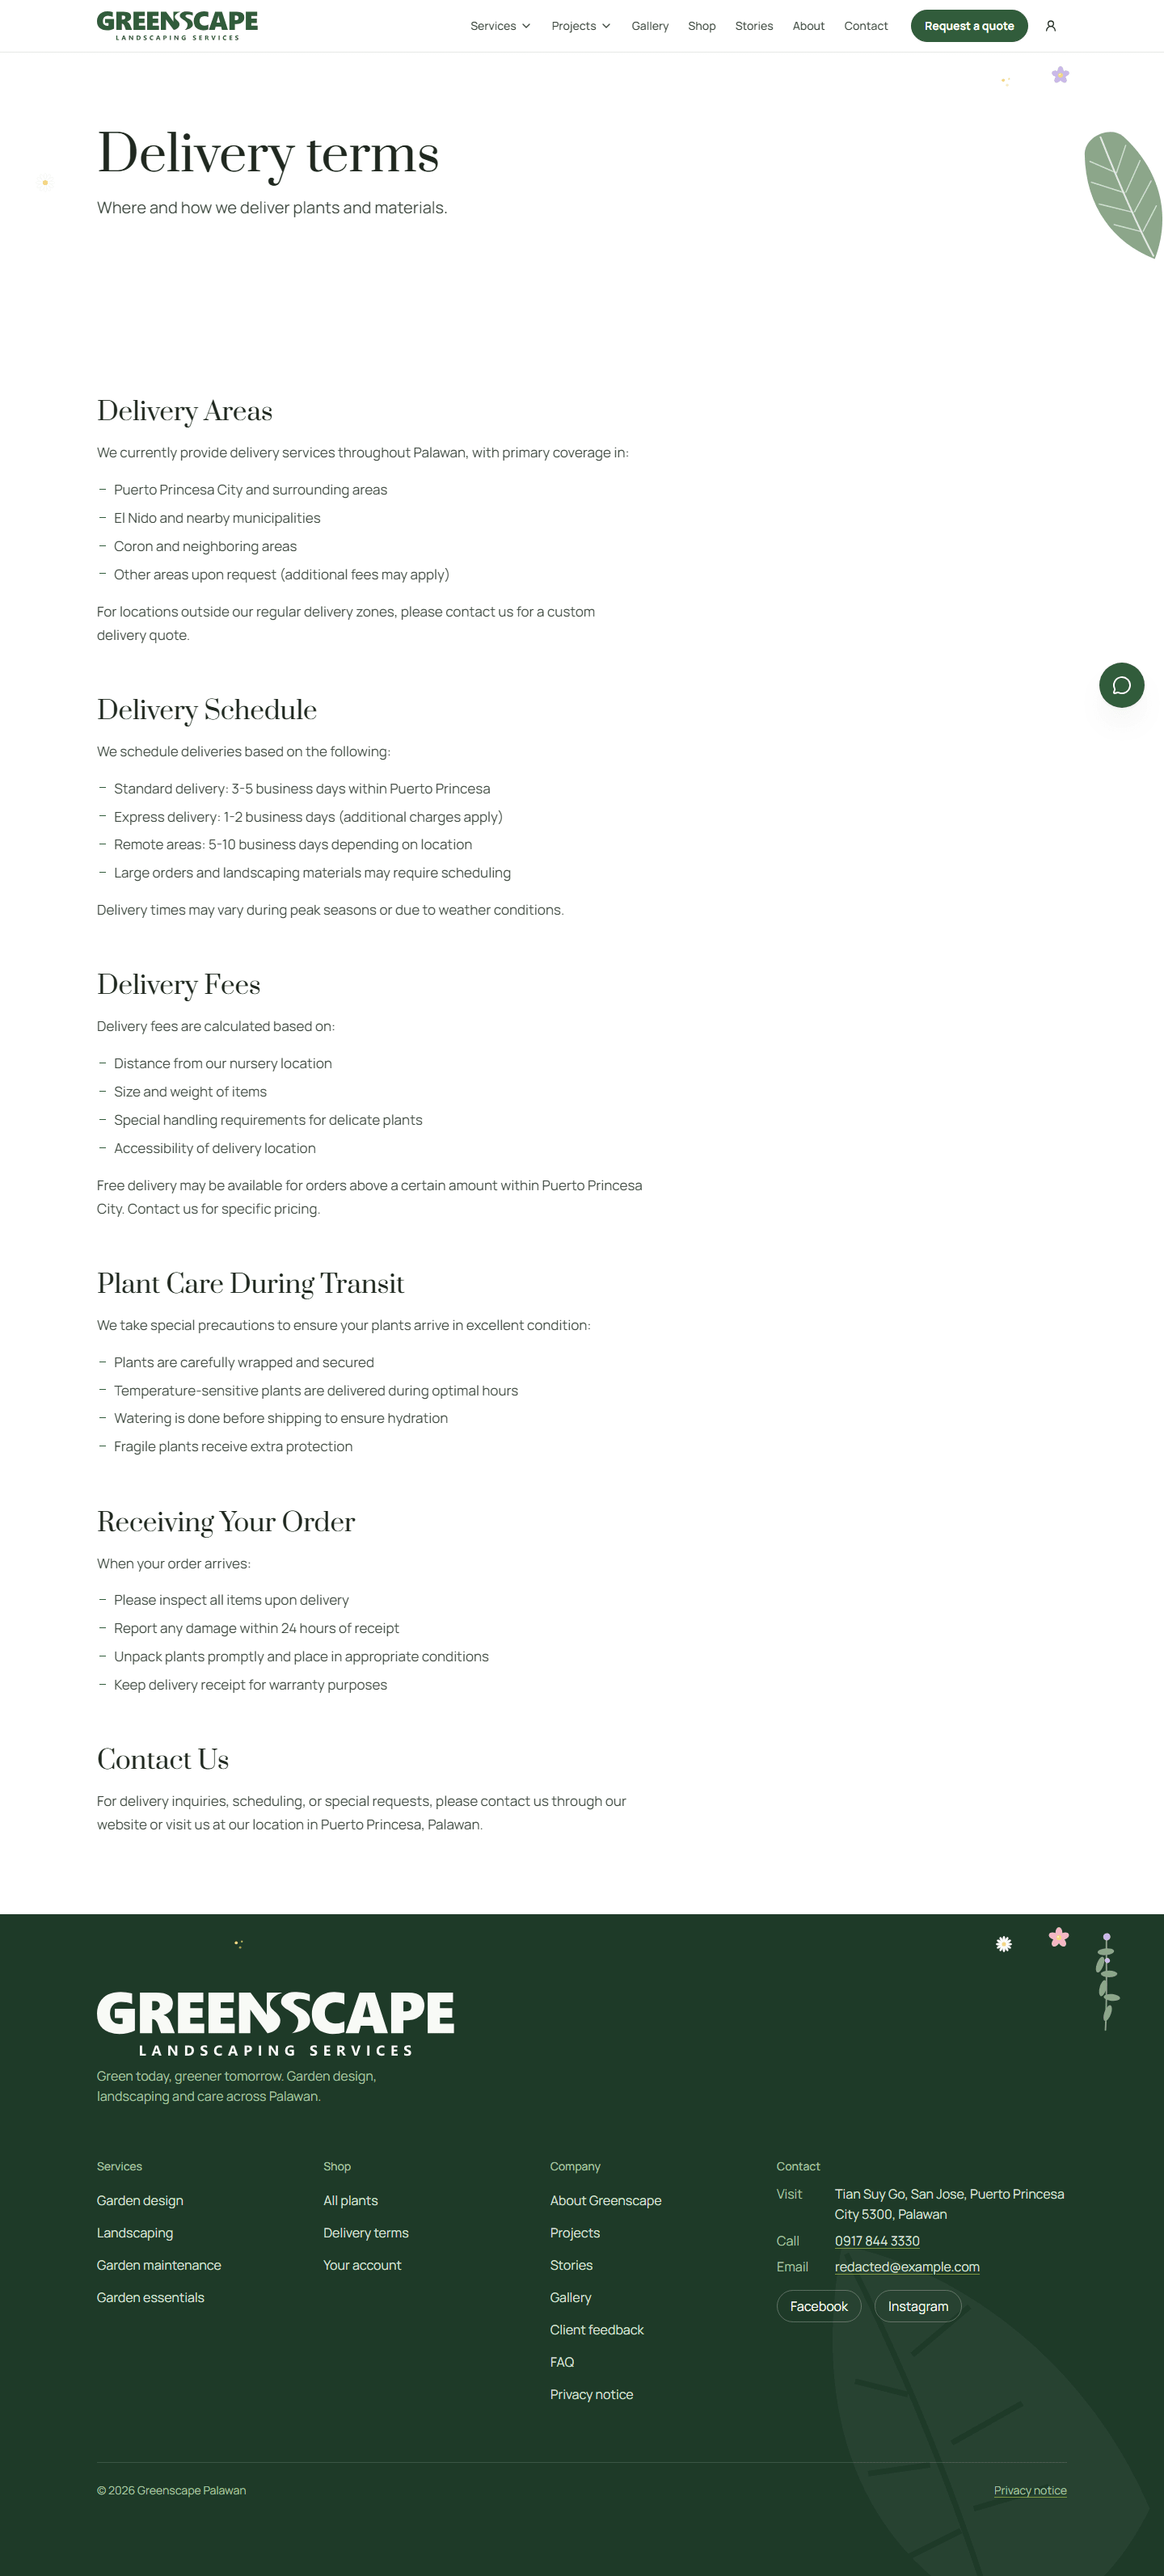 GREENSCAPE
LANDSCAPING SERVICES
Services
Projects
Gallery
Shop
Stories
About
Contact
Request a quote
Delivery terms
Where and how we deliver plants and materials.
Delivery Areas
We currently provide delivery services throughout Palawan, with primary coverage in:
– Puerto Princesa City and surrounding areas
– El Nido and nearby municipalities
– Coron and neighboring areas
– Other areas upon request (additional fees may apply)
For locations outside our regular delivery zones, please contact us for a custom
delivery quote.
Delivery Schedule
We schedule deliveries based on the following:
– Standard delivery: 3-5 business days within Puerto Princesa
– Express delivery: 1-2 business days (additional charges apply)
– Remote areas: 5-10 business days depending on location
– Large orders and landscaping materials may require scheduling
Delivery times may vary during peak seasons or due to weather conditions.
Delivery Fees
Delivery fees are calculated based on:
– Distance from our nursery location
– Size and weight of items
– Special handling requirements for delicate plants
– Accessibility of delivery location
Free delivery may be available for orders above a certain amount within Puerto Princesa
City. Contact us for specific pricing.
Plant Care During Transit
We take special precautions to ensure your plants arrive in excellent condition:
– Plants are carefully wrapped and secured
– Temperature-sensitive plants are delivered during optimal hours
– Watering is done before shipping to ensure hydration
– Fragile plants receive extra protection
Receiving Your Order
When your order arrives:
– Please inspect all items upon delivery
– Report any damage within 24 hours of receipt
– Unpack plants promptly and place in appropriate conditions
– Keep delivery receipt for warranty purposes
Contact Us
For delivery inquiries, scheduling, or special requests, please contact us through our
website or visit us at our location in Puerto Princesa, Palawan.
GREENSCAPE
LANDSCAPING SERVICES
Green today, greener tomorrow. Garden design,
landscaping and care across Palawan.
Services
Garden design
Landscaping
Garden maintenance
Garden essentials
Shop
All plants
Delivery terms
Your account
Company
About Greenscape
Projects
Stories
Gallery
Client feedback
FAQ
Privacy notice
Contact
Visit Tian Suy Go, San Jose, Puerto Princesa
City 5300, Palawan
Call 0917 844 3330
Email redacted@example.com
Facebook
Instagram
© 2026 Greenscape Palawan
Privacy notice